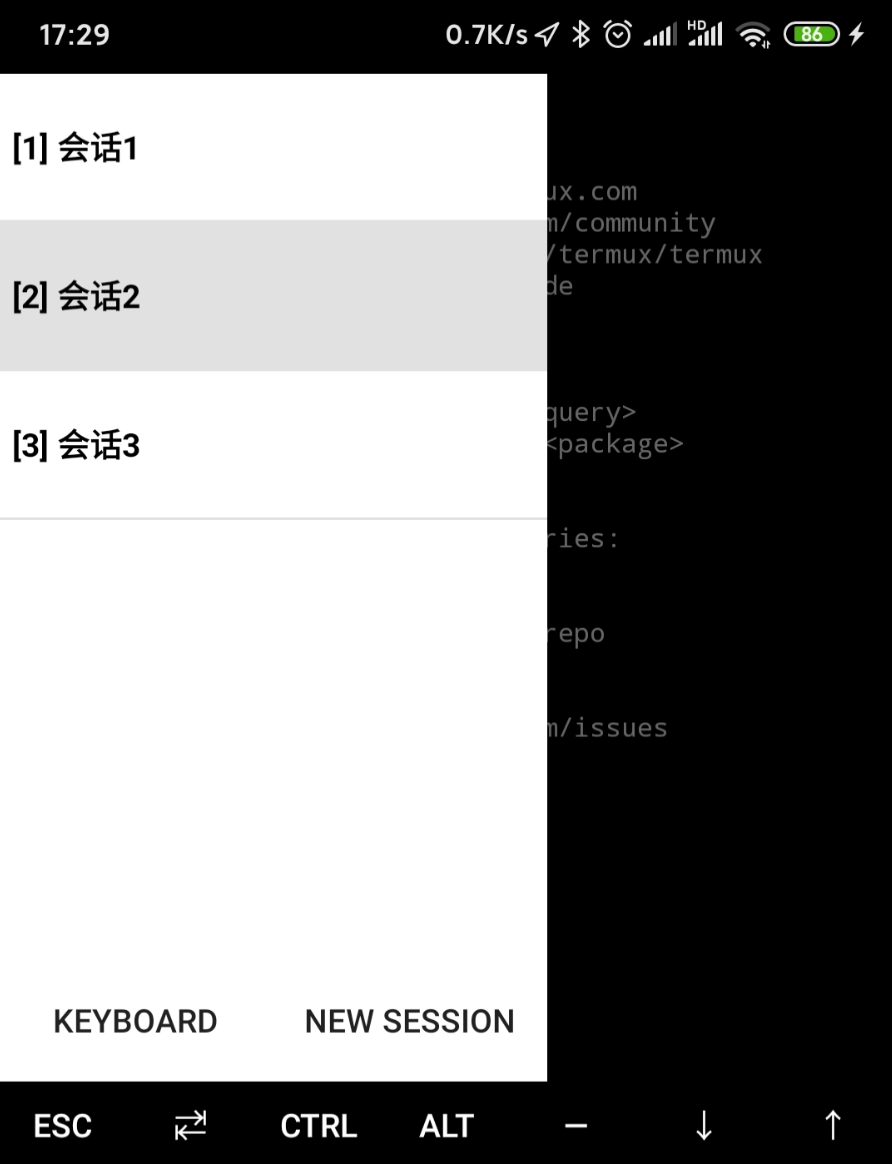 17:29 0.7K/s HD 86
[1] 会话1
[2] 会话2
[3] 会话3
ux.com
m/community
/termux/termux
de
query>
<package>
ries:
repo
m/issues
KEYBOARD NEW SESSION
ESC CTRL ALT — ↓ ↑